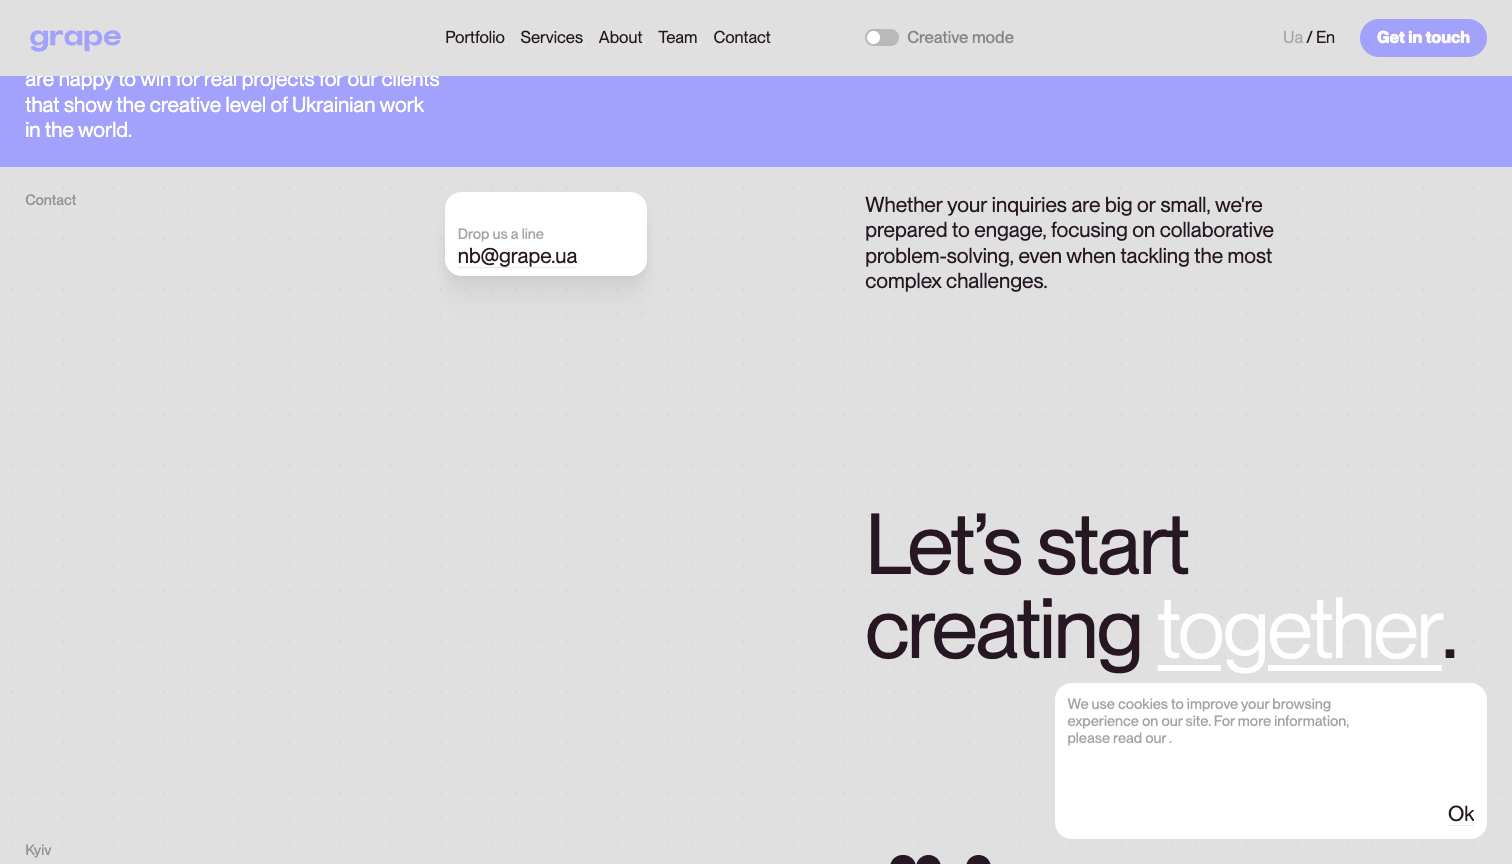 grape
Portfolio Services About Team Contact
Creative mode
Ua / En
Get in touch
are happy to win for real projects for our clients
that show the creative level of Ukrainian work
in the world.
Contact
Drop us a line
nb@grape.ua
Whether your inquiries are big or small, we're
prepared to engage, focusing on collaborative
problem-solving, even when tackling the most
complex challenges.
Let’s start
creating together.
We use cookies to improve your browsing
experience on our site. For more information,
please read our .
Ok
Kyiv